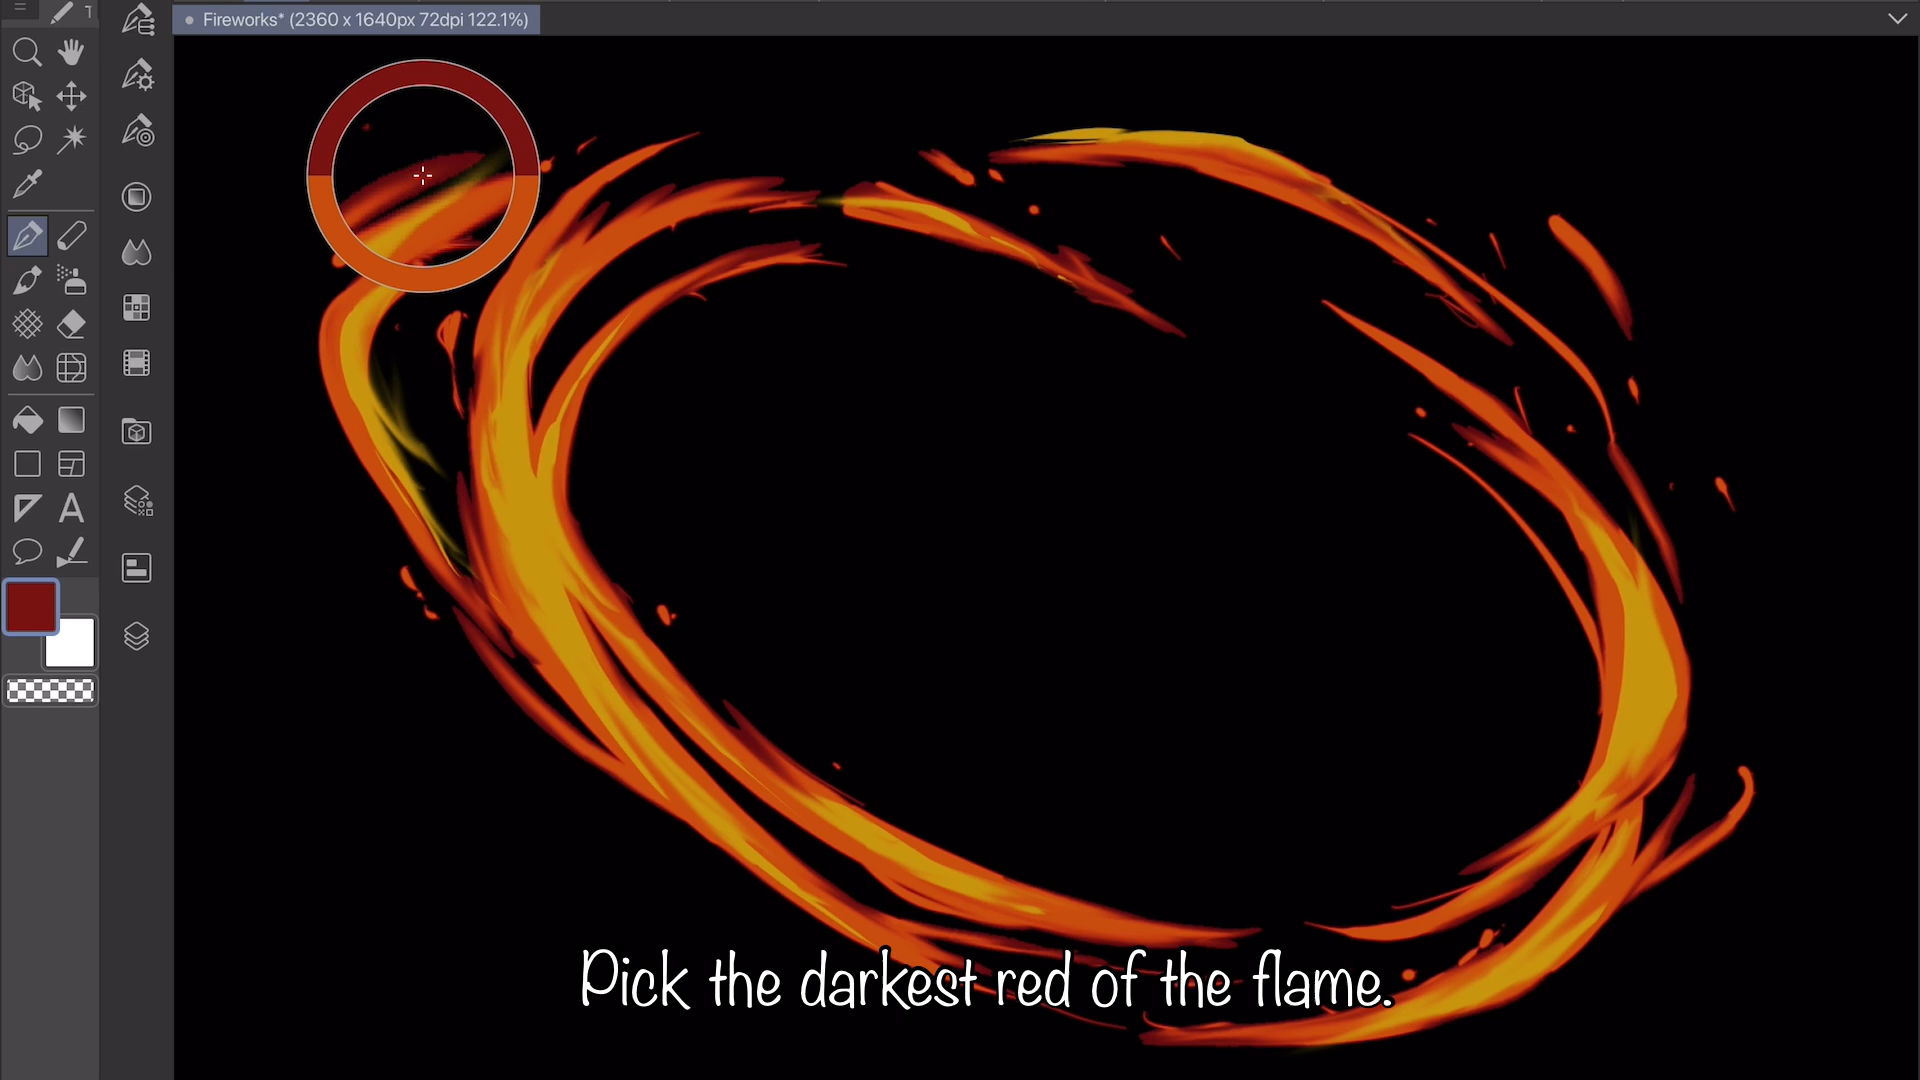 Fireworks* (2360 x 1640px 72dpi 122.1%)
Pick the darkest red of the flame.